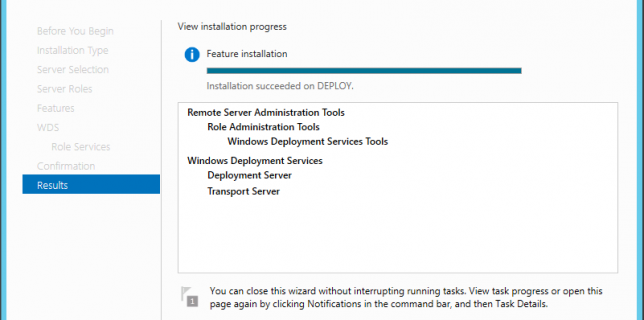 View installation progress
Before You Begin
Installation Type
Server Selection
Server Roles
Features
WDS
Role Services
Confirmation
Results
Feature installation
Installation succeeded on DEPLOY.
Remote Server Administration Tools
Role Administration Tools
Windows Deployment Services Tools
Windows Deployment Services
Deployment Server
Transport Server
1
You can close this wizard without interrupting running tasks. View task progress or open this
page again by clicking Notifications in the command bar, and then Task Details.